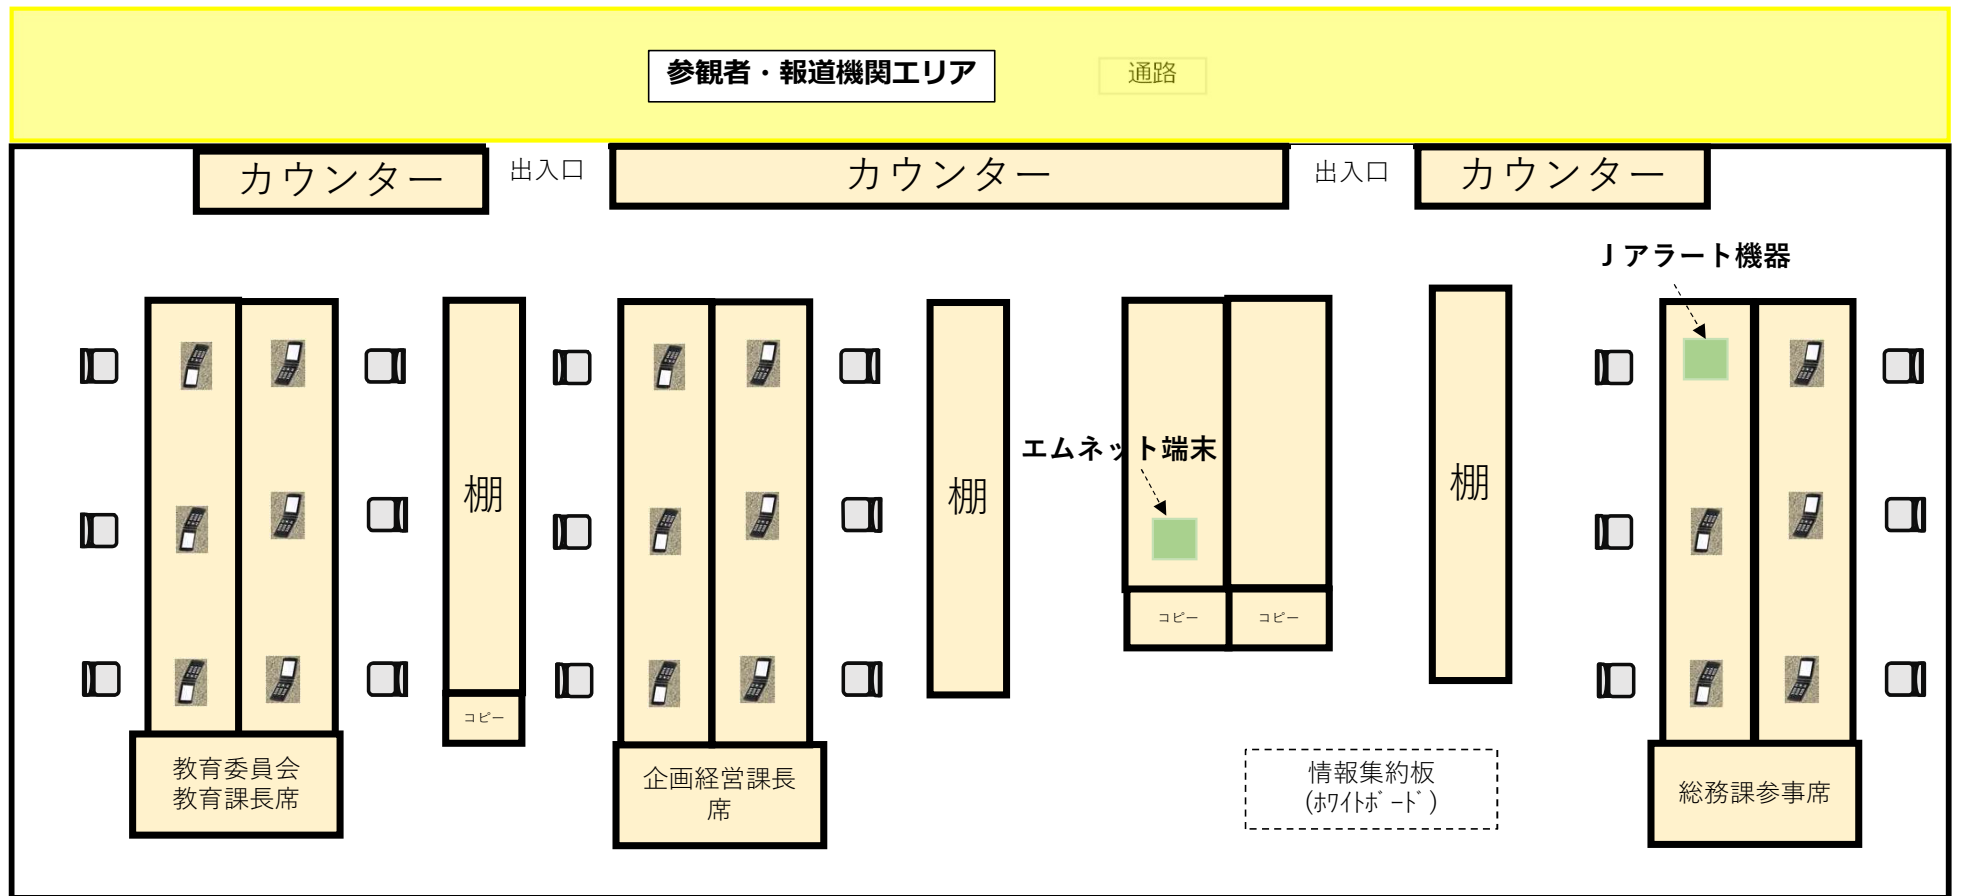 参観者・報道機関エリア
通路
カウンター
出入口
カウンター
出入口
カウンター
Jアラート機器
エムネット端末
棚
棚
棚
コピー
コピー
コピー
教育委員会
教育課長席
企画経営課長
席
情報集約板
(ﾎﾜｲﾄﾎﾞｰﾄﾞ)
総務課参事席